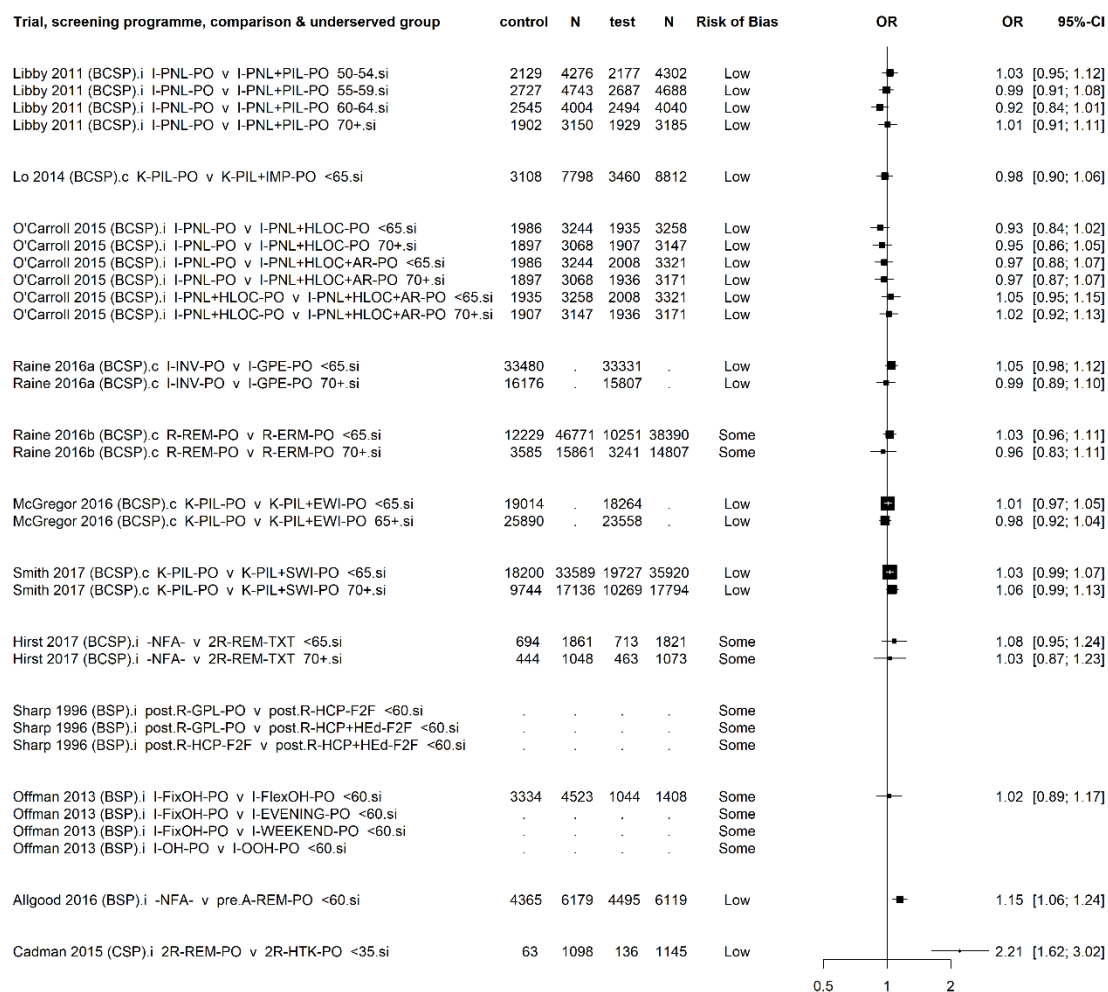 Trial, screening programme, comparison & underserved group control N test N Risk of Bias OR OR 95%-CI
Libby 2011 (BCSP).i I-PNL-PO v I-PNL+PIL-PO 50-54.si 2129 4276 2177 4302 Low 1.03 [0.95; 1.12]
Libby 2011 (BCSP).i I-PNL-PO v I-PNL+PIL-PO 55-59.si 2727 4743 2687 4688 Low 0.99 [0.91; 1.08]
Libby 2011 (BCSP).i I-PNL-PO v I-PNL+PIL-PO 60-64.si 2545 4004 2494 4040 Low 0.92 [0.84; 1.01]
Libby 2011 (BCSP).i I-PNL-PO v I-PNL+PIL-PO 70+.si 1902 3150 1929 3185 Low 1.01 [0.91; 1.11]
Lo 2014 (BCSP).c K-PIL-PO v K-PIL+IMP-PO <65.si 3108 7798 3460 8812 Low 0.98 [0.90; 1.06]
O'Carroll 2015 (BCSP).i I-PNL-PO v I-PNL+HLOC-PO <65.si 1986 3244 1935 3258 Low 0.93 [0.84; 1.02]
O'Carroll 2015 (BCSP).i I-PNL-PO v I-PNL+HLOC-PO 70+.si 1897 3068 1907 3147 Low 0.95 [0.86; 1.05]
O'Carroll 2015 (BCSP).i I-PNL-PO v I-PNL+HLOC+AR-PO <65.si 1986 3244 2008 3321 Low 0.97 [0.88; 1.07]
O'Carroll 2015 (BCSP).i I-PNL-PO v I-PNL+HLOC+AR-PO 70+.si 1897 3068 1936 3171 Low 0.97 [0.87; 1.07]
O'Carroll 2015 (BCSP).i I-PNL+HLOC-PO v I-PNL+HLOC+AR-PO <65.si 1935 3258 2008 3321 Low 1.05 [0.95; 1.15]
O'Carroll 2015 (BCSP).i I-PNL+HLOC-PO v I-PNL+HLOC+AR-PO 70+.si 1907 3147 1936 3171 Low 1.02 [0.92; 1.13]
Raine 2016a (BCSP).c I-INV-PO v I-GPE-PO <65.si 33480 . 33331 . Low 1.05 [0.98; 1.12]
Raine 2016a (BCSP).c I-INV-PO v I-GPE-PO 70+.si 16176 . 15807 . Low 0.99 [0.89; 1.10]
Raine 2016b (BCSP).c R-REM-PO v R-ERM-PO <65.si 12229 46771 10251 38390 Some 1.03 [0.96; 1.11]
Raine 2016b (BCSP).c R-REM-PO v R-ERM-PO 70+.si 3585 15861 3241 14807 Some 0.96 [0.83; 1.11]
McGregor 2016 (BCSP).c K-PIL-PO v K-PIL+EWI-PO <65.si 19014 . 18264 . Low 1.01 [0.97; 1.05]
McGregor 2016 (BCSP).c K-PIL-PO v K-PIL+EWI-PO 65+.si 25890 . 23558 . Low 0.98 [0.92; 1.04]
Smith 2017 (BCSP).c K-PIL-PO v K-PIL+SWI-PO <65.si 18200 33589 19727 35920 Low 1.03 [0.99; 1.07]
Smith 2017 (BCSP).c K-PIL-PO v K-PIL+SWI-PO 70+.si 9744 17136 10269 17794 Low 1.06 [0.99; 1.13]
Hirst 2017 (BCSP).i -NFA- v 2R-REM-TXT <65.si 694 1861 713 1821 Some 1.08 [0.95; 1.24]
Hirst 2017 (BCSP).i -NFA- v 2R-REM-TXT 70+.si 444 1048 463 1073 Some 1.03 [0.87; 1.23]
Sharp 1996 (BSP).i post.R-GPL-PO v post.R-HCP-F2F <60.si . . . . Some
Sharp 1996 (BSP).i post.R-GPL-PO v post.R-HCP+HEd-F2F <60.si . . . . Some
Sharp 1996 (BSP).i post.R-HCP-F2F v post.R-HCP+HEd-F2F <60.si . . . . Some
Offman 2013 (BSP).i I-FixOH-PO v I-FlexOH-PO <60.si 3334 4523 1044 1408 Some 1.02 [0.89; 1.17]
Offman 2013 (BSP).i I-FixOH-PO v I-EVENING-PO <60.si . . . . Some
Offman 2013 (BSP).i I-FixOH-PO v I-WEEKEND-PO <60.si . . . . Some
Offman 2013 (BSP).i I-OH-PO v I-OOH-PO <60.si . . . . Some
Allgood 2016 (BSP).i -NFA- v pre.A-REM-PO <60.si 4365 6179 4495 6119 Low 1.15 [1.06; 1.24]
Cadman 2015 (CSP).i 2R-REM-PO v 2R-HTK-PO <35.si 63 1098 136 1145 Low 2.21 [1.62; 3.02]
0.5 1 2